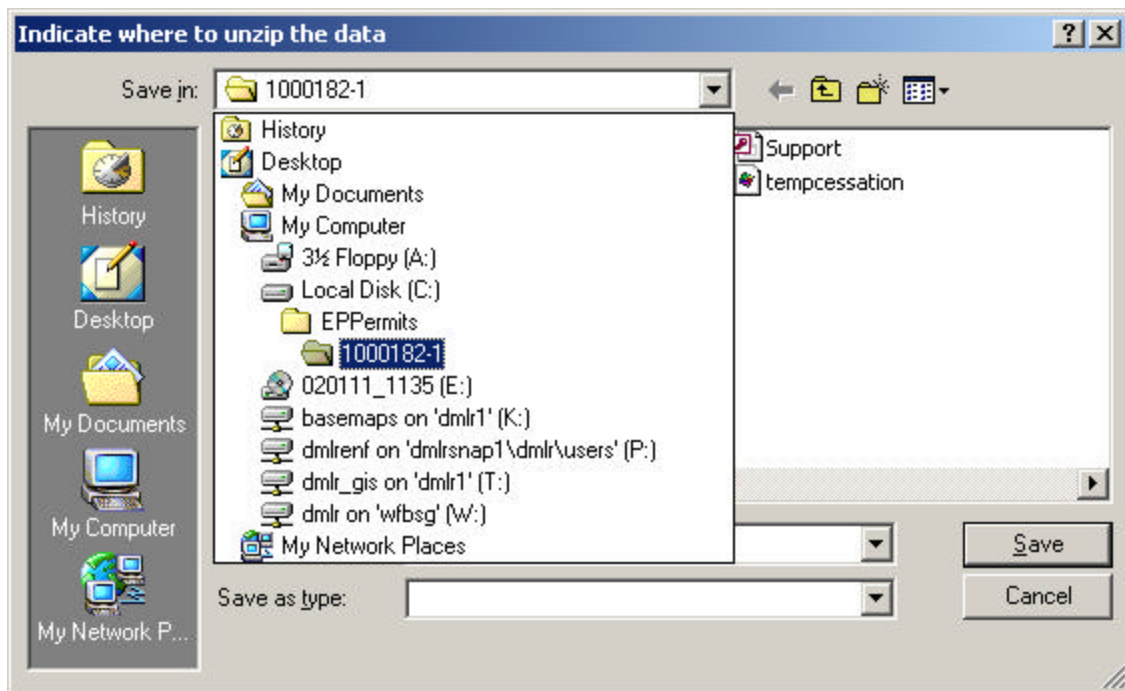 Indicate where to unzip the data
Save in:
1000182-1
History
Desktop
My Documents
My Computer
3½ Floppy (A:)
Local Disk (C:)
EPPermits
1000182-1
020111_1135 (E:)
basemaps on 'dmlr1' (K:)
dmlrenf on 'dmlrsnap1\dmlr\users' (P:)
dmlr_gis on 'dmlr1' (T:)
dmlr on 'wfbsg' (W:)
My Network Places
Support
tempcessation
History
Desktop
My Documents
My Computer
My Network P...
Save as type:
Save
Cancel